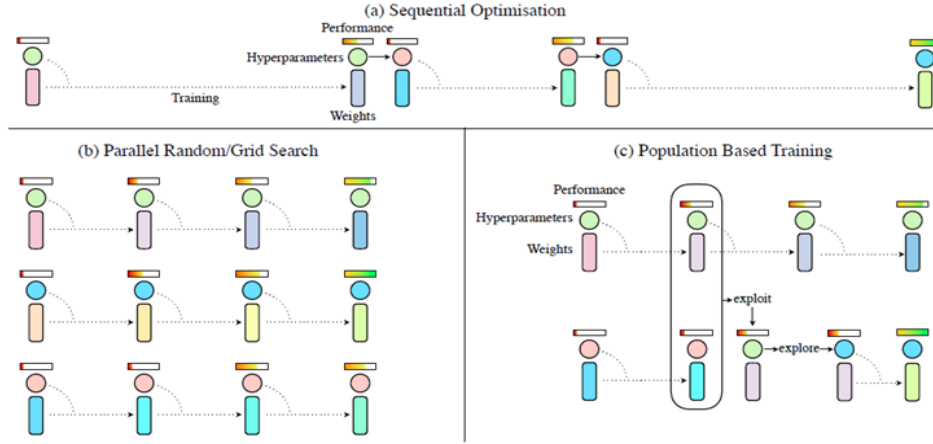 (a) Sequential Optimisation
Performance
Hyperparameters
Training
Weights
(b) Parallel Random/Grid Search
(c) Population Based Training
Performance
Hyperparameters
Weights
exploit
explore